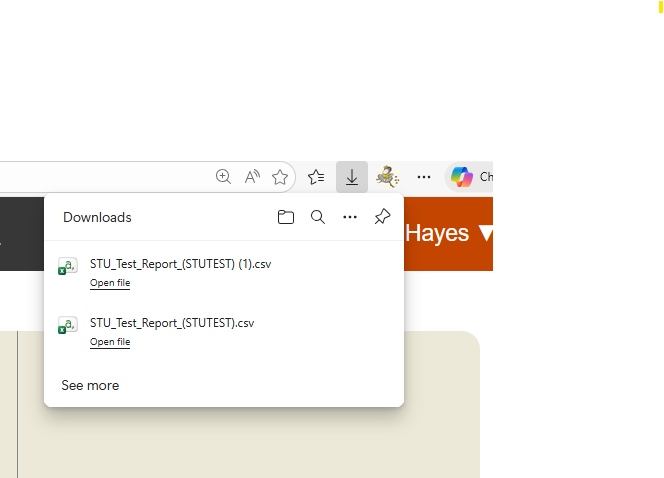 Ch
Downloads
Hayes ▼
STU_Test_Report_(STUTEST) (1).csv
Open file
STU_Test_Report_(STUTEST).csv
Open file
See more